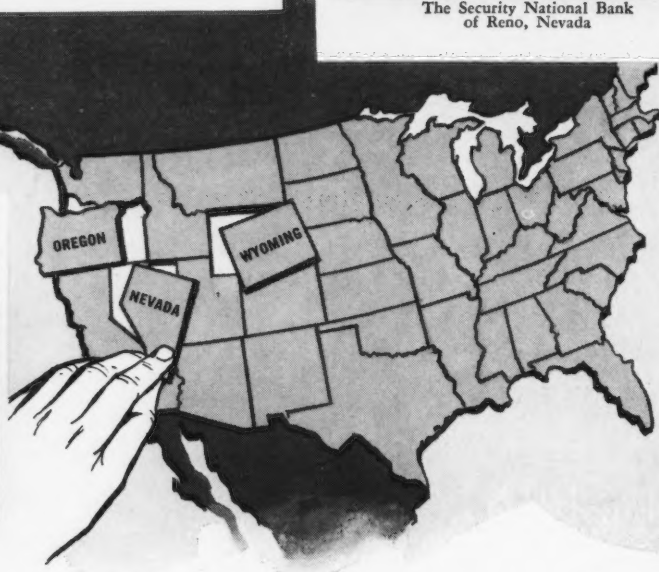 The Security National Bank
of Reno, Nevada
OREGON
WYOMING
NEVADA